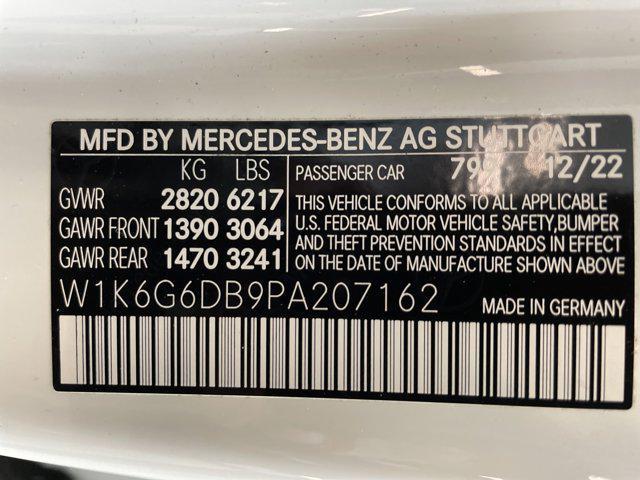 MFD BY MERCEDES-BENZ AG STUTTGART
KG LBS
PASSENGER CAR 12/22
GVWR 2820 6217
GAWR FRONT 1390 3064
GAWR REAR 1470 3241
THIS VEHICLE CONFORMS TO ALL APPLICABLE
U.S. FEDERAL MOTOR VEHICLE SAFETY,BUMPER
AND THEFT PREVENTION STANDARDS IN EFFECT
ON THE DATE OF MANUFACTURE SHOWN ABOVE
W1K6G6DB9PA207162
MADE IN GERMANY